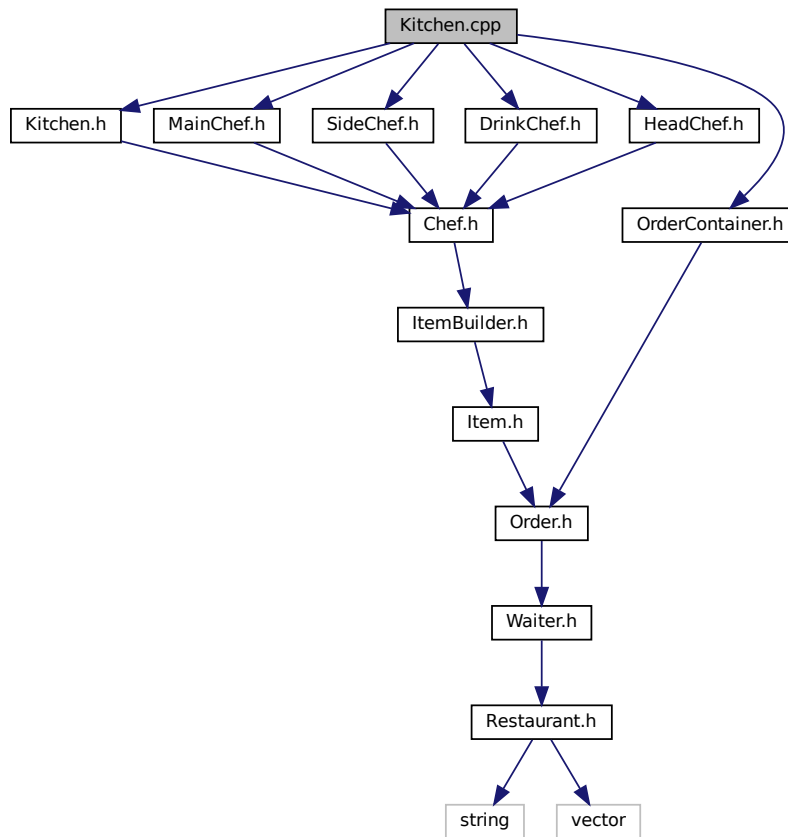 Kitchen.cpp
Kitchen.h
MainChef.h
SideChef.h
DrinkChef.h
HeadChef.h
Chef.h
OrderContainer.h
ItemBuilder.h
Item.h
Order.h
Waiter.h
Restaurant.h
string
vector